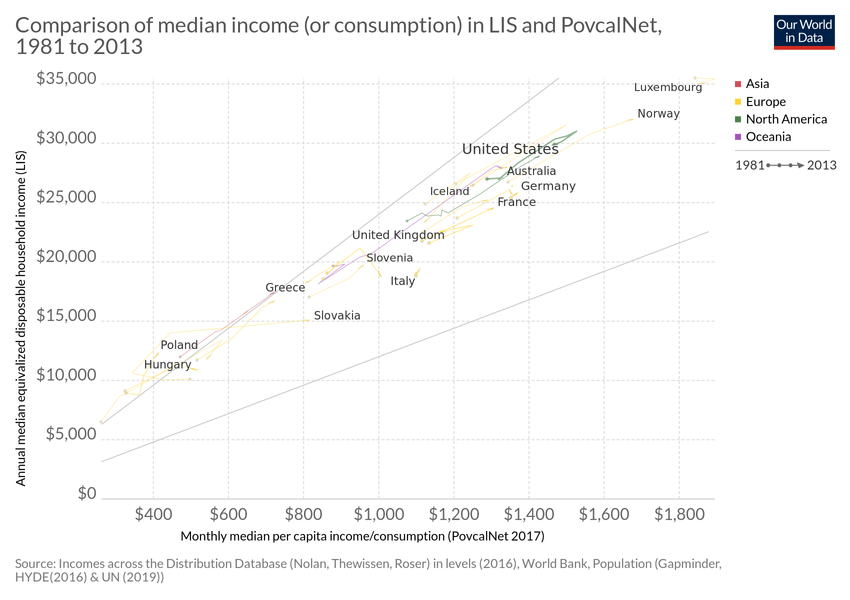 Comparison of median income (or consumption) in LIS and PovcalNet,
1981 to 2013
Our World
in Data
Annual median equivalized disposable household income (LIS)
$35,000
$30,000
$25,000
$20,000
$15,000
$10,000
$5,000
$0
Luxembourg
Norway
United States
Australia
Germany
Iceland
France
United Kingdom
Slovenia
Italy
Greece
Slovakia
Poland
Hungary
$400
$600
$800
$1,000
$1,200
$1,400
$1,600
$1,800
Monthly median per capita income/consumption (PovcalNet 2017)
Asia
Europe
North America
Oceania
1981
2013
Source: Incomes across the Distribution Database (Nolan, Thewissen, Roser) in levels (2016), World Bank, Population (Gapminder,
HYDE(2016) & UN (2019))